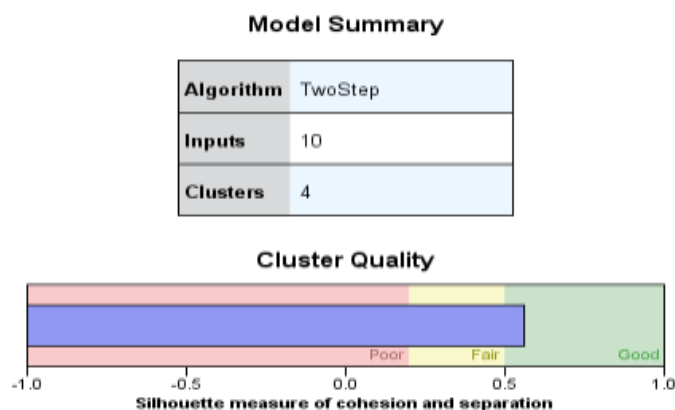 Model Summary
Algorithm TwoStep
Inputs 10
Clusters 4
Cluster Quality
Poor Fair Good
-1.0 -0.5 0.0 0.5 1.0
Silhouette measure of cohesion and separation